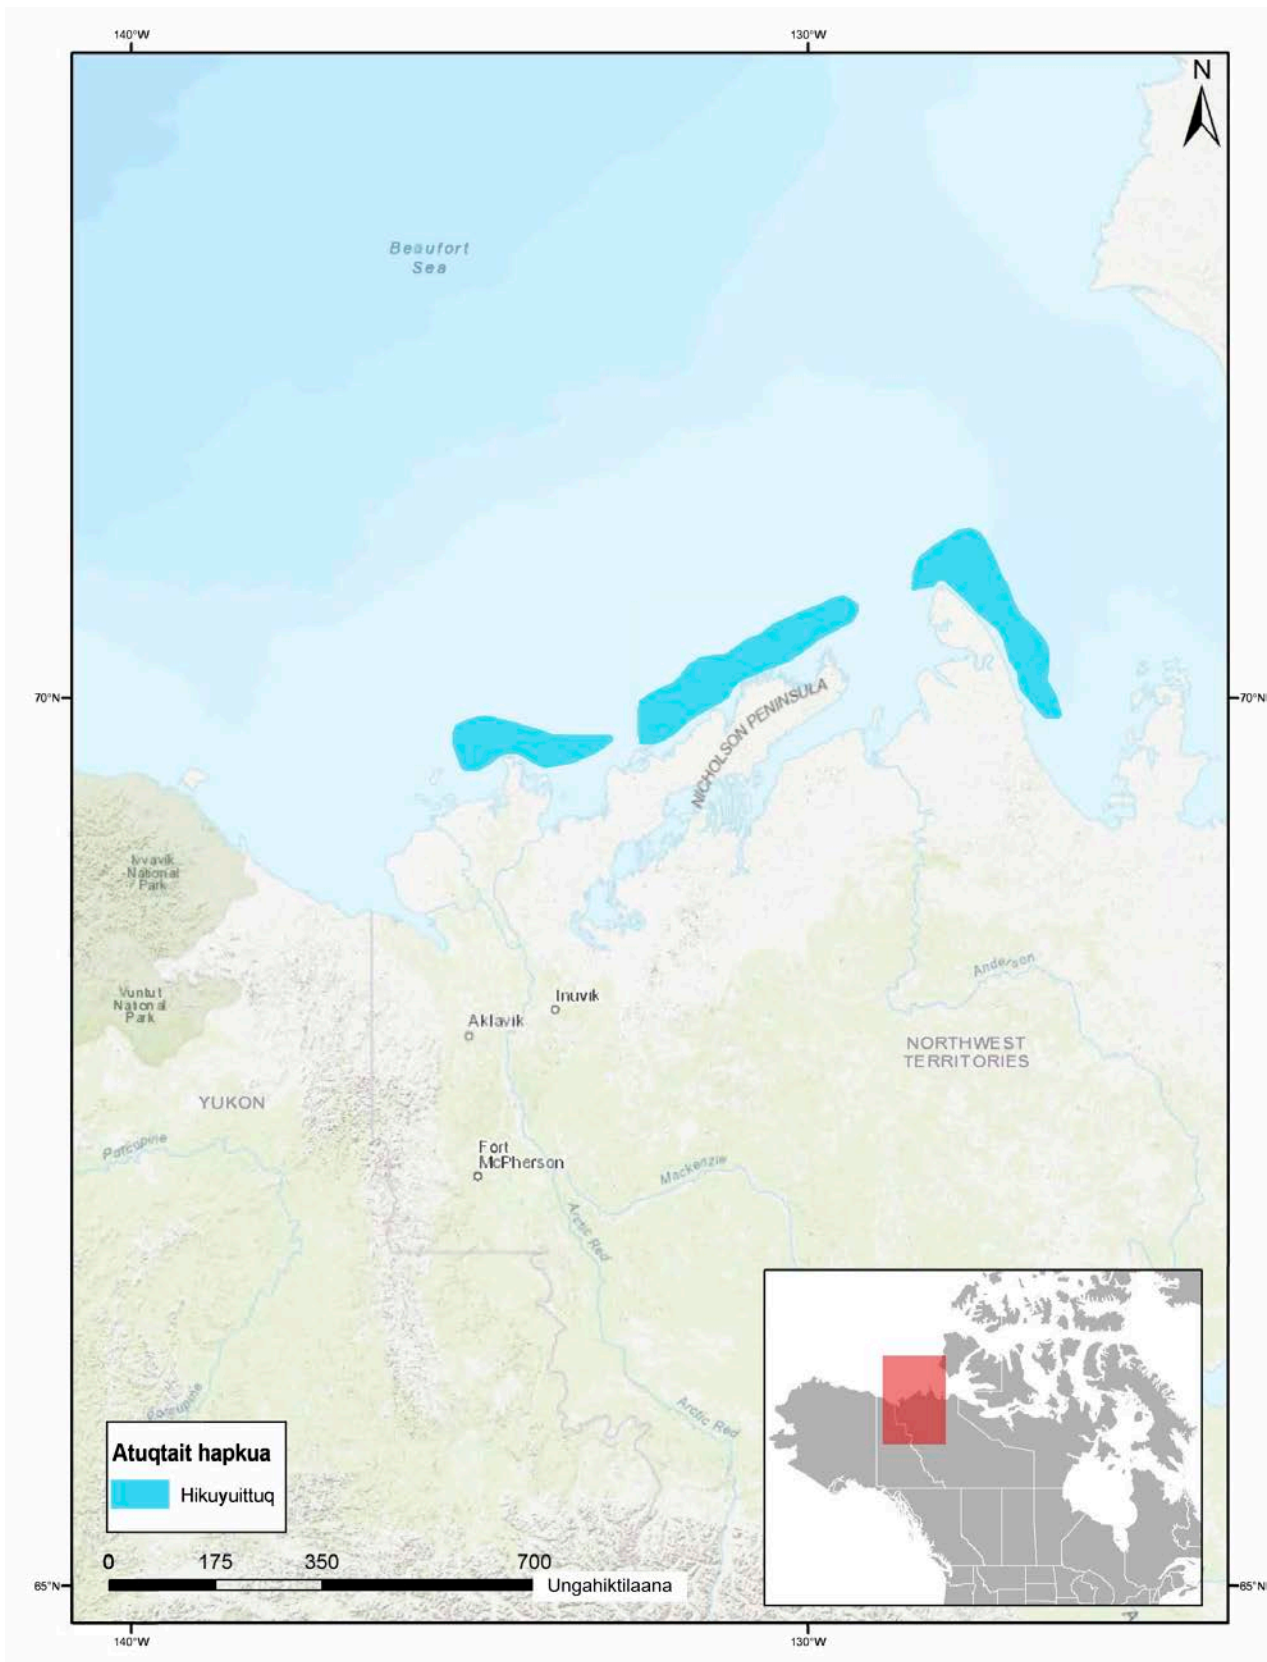 140°W
130°W
N
Beaufort
Sea
70°N
70°N
NICHOLSON PENINSULA
Ivvavik
National
Park
Vuntut
National
Park
Inuvik
Aklavik
Anderson
NORTHWEST
TERRITORIES
YUKON
Porcupine
Fort
McPherson
Mackenzie
Arctic Red
Arctic Red
Porcupine
Atuqtait hapkua
Hikuyuittuq
0
175
350
700
Ungahiktilaana
65°N
65°N
140°W
130°W